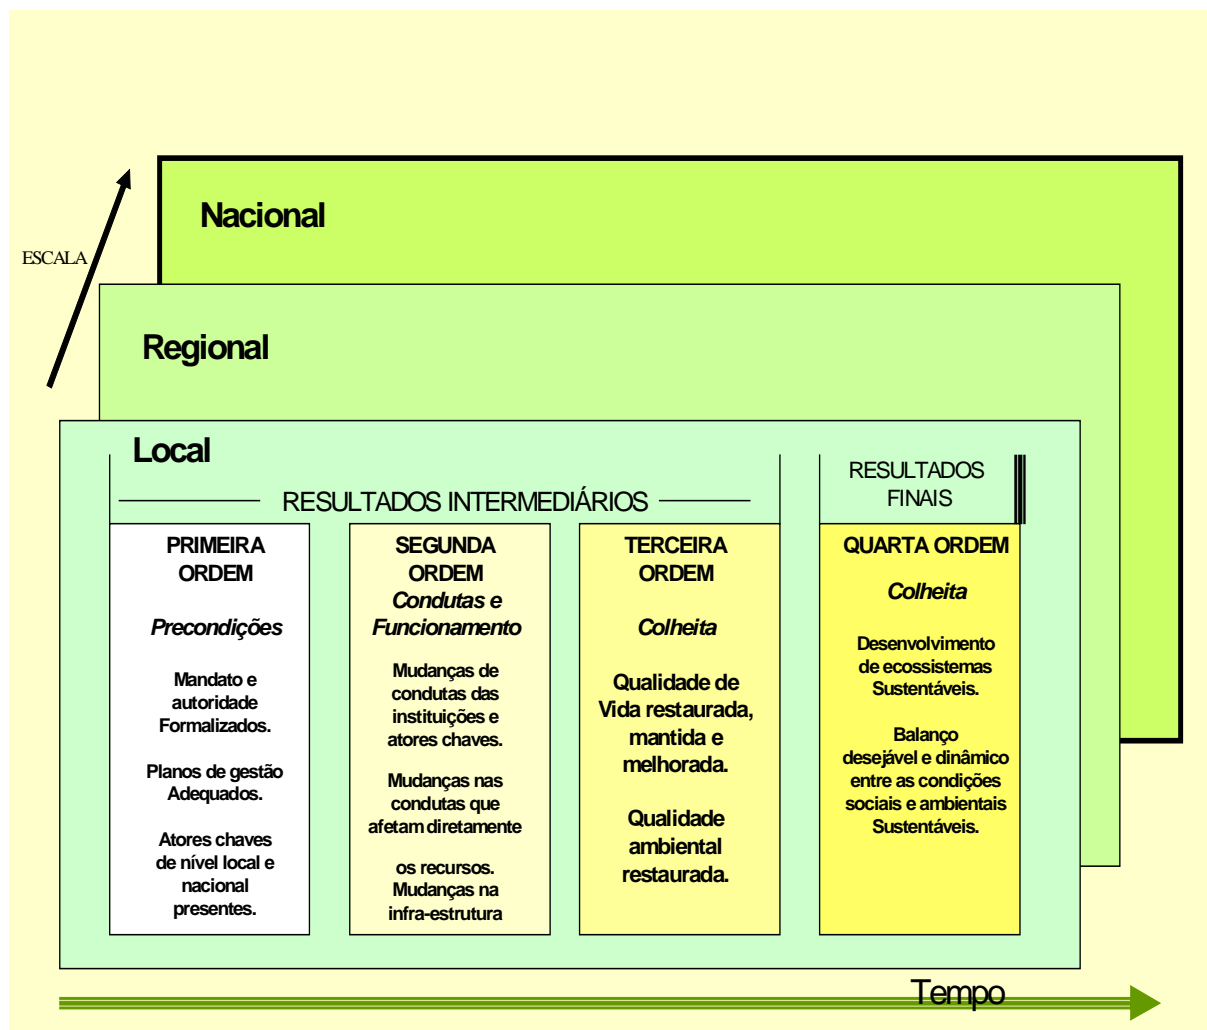 Nacional
ESCALA
Regional
Local
RESULTADOS INTERMEDIÁRIOS
RESULTADOS
FINAIS
PRIMEIRA
ORDEM
Precondições
Mandato e
autoridade
Formalizados.
Planos de gestão
Adequados.
Atores chaves
de nível local e
nacional
presentes.
SEGUNDA
ORDEM
Condutas e
Funcionamento
Mudanças de
condutas das
instituições e
atores chaves.
Mudanças nas
condutas que
afetam diretamente
os recursos.
Mudanças na
infra-estrutura
TERCEIRA
ORDEM
Colheita
Qualidade de
Vida restaurada,
mantida e
melhorada.
Qualidade
ambiental
restaurada.
QUARTA ORDEM
Colheita
Desenvolvimento
de ecossistemas
Sustentáveis.
Balanço
desejável e dinâmico
entre as condições
sociais e ambientais
Sustentáveis.
Tempo